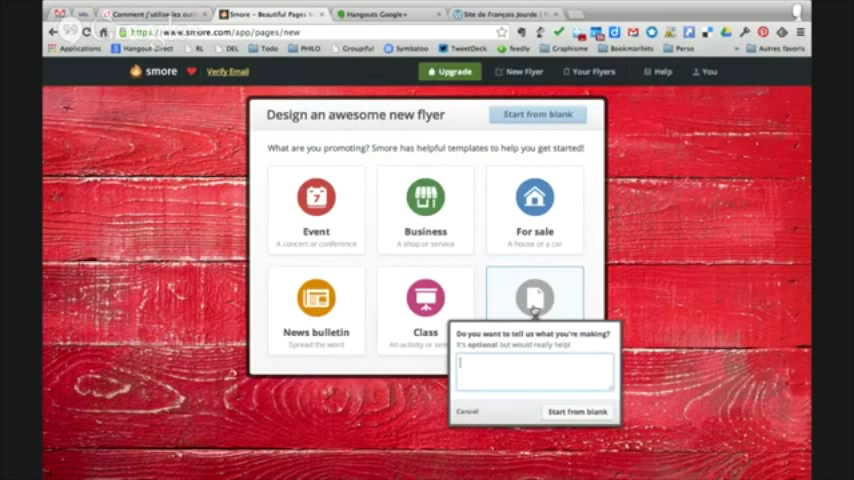 Comment j'utilise les out
Smore - Beautiful Pages In
Hangouts Google+
Site de François Jourde | P
https://www.smore.com/app/pages/new
Applications
Hangout Direct
RL
DEL
Todo
PHILO
Groupiful
Symbaloo
TweetDeck
feedly
Graphisme
Bookmarklets
Perso
Autres favoris
smore
Verify Email
Upgrade
New Flyer
Your Flyers
Help
You
Design an awesome new flyer
Start from blank
What are you promoting? Smore has helpful templates to help you get started!
7
Event
A concert or conference
Business
A shop or service
For sale
A house or a car
News bulletin
Spread the word
Class
An activity or sem
Do you want to tell us what you're making?
It's optional but would really help!
Cancel
Start from blank